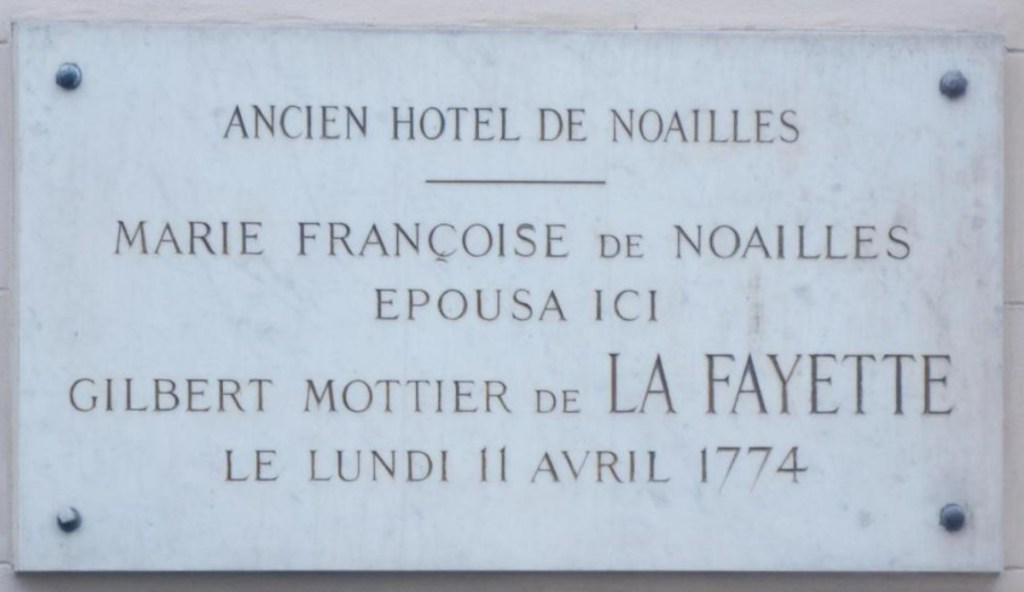 ANCIEN HOTEL DE NOAILLES
MARIE FRANÇOISE DE NOAILLES
EPOUSA ICI
GILBERT MOTTIER DE LA FAYETTE
LE LUNDI 11 AVRIL 1774